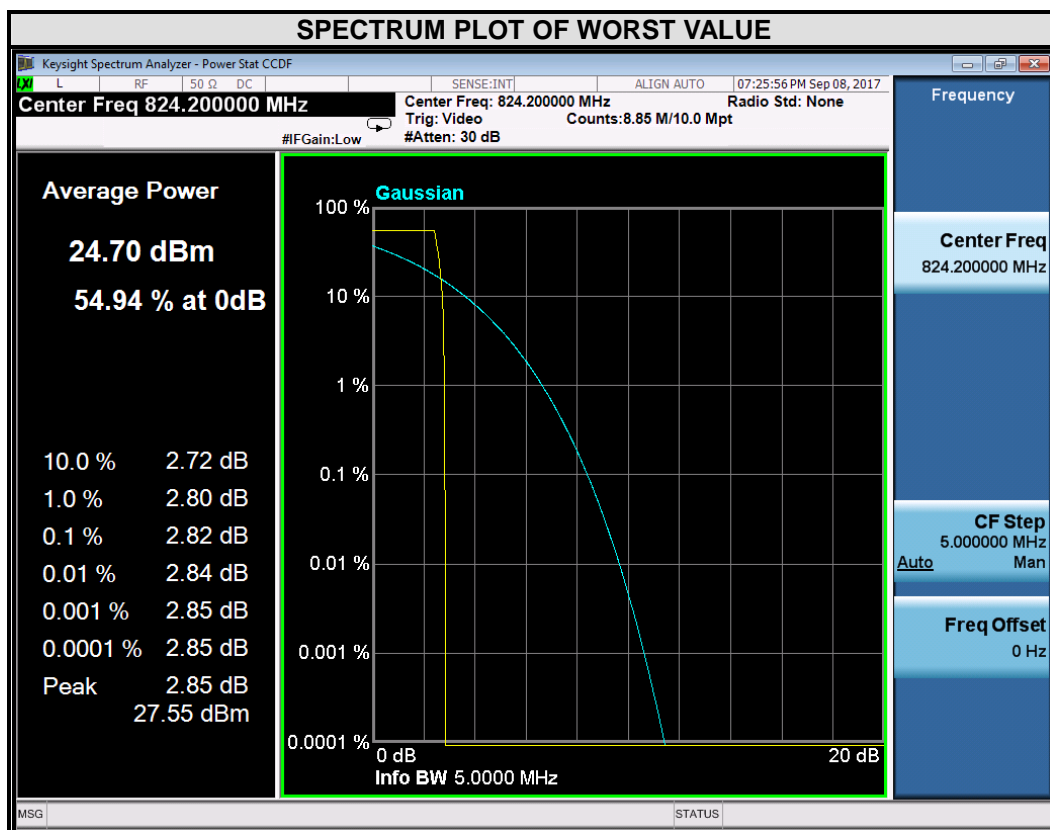 SPECTRUM PLOT OF WORST VALUE
Keysight Spectrum Analyzer - Power Stat CCDF
LXI L RF 50 Ω DC SENSE:INT ALIGN AUTO 07:25:56 PM Sep 08, 2017
Center Freq 824.200000 MHz
Center Freq: 824.200000 MHz Radio Std: None
Trig: Video Counts:8.85 M/10.0 Mpt
#IFGain:Low #Atten: 30 dB
Frequency
Average Power
24.70 dBm
54.94 % at 0dB
10.0 % 2.72 dB
1.0 % 2.80 dB
0.1 % 2.82 dB
0.01 % 2.84 dB
0.001 % 2.85 dB
0.0001 % 2.85 dB
Peak 2.85 dB
27.55 dBm
Gaussian
100 %
10 %
1 %
0.1 %
0.01 %
0.001 %
0.0001 %
0 dB 20 dB
Info BW 5.0000 MHz
Center Freq
824.200000 MHz
CF Step
5.000000 MHz
Auto Man
Freq Offset
0 Hz
MSG STATUS